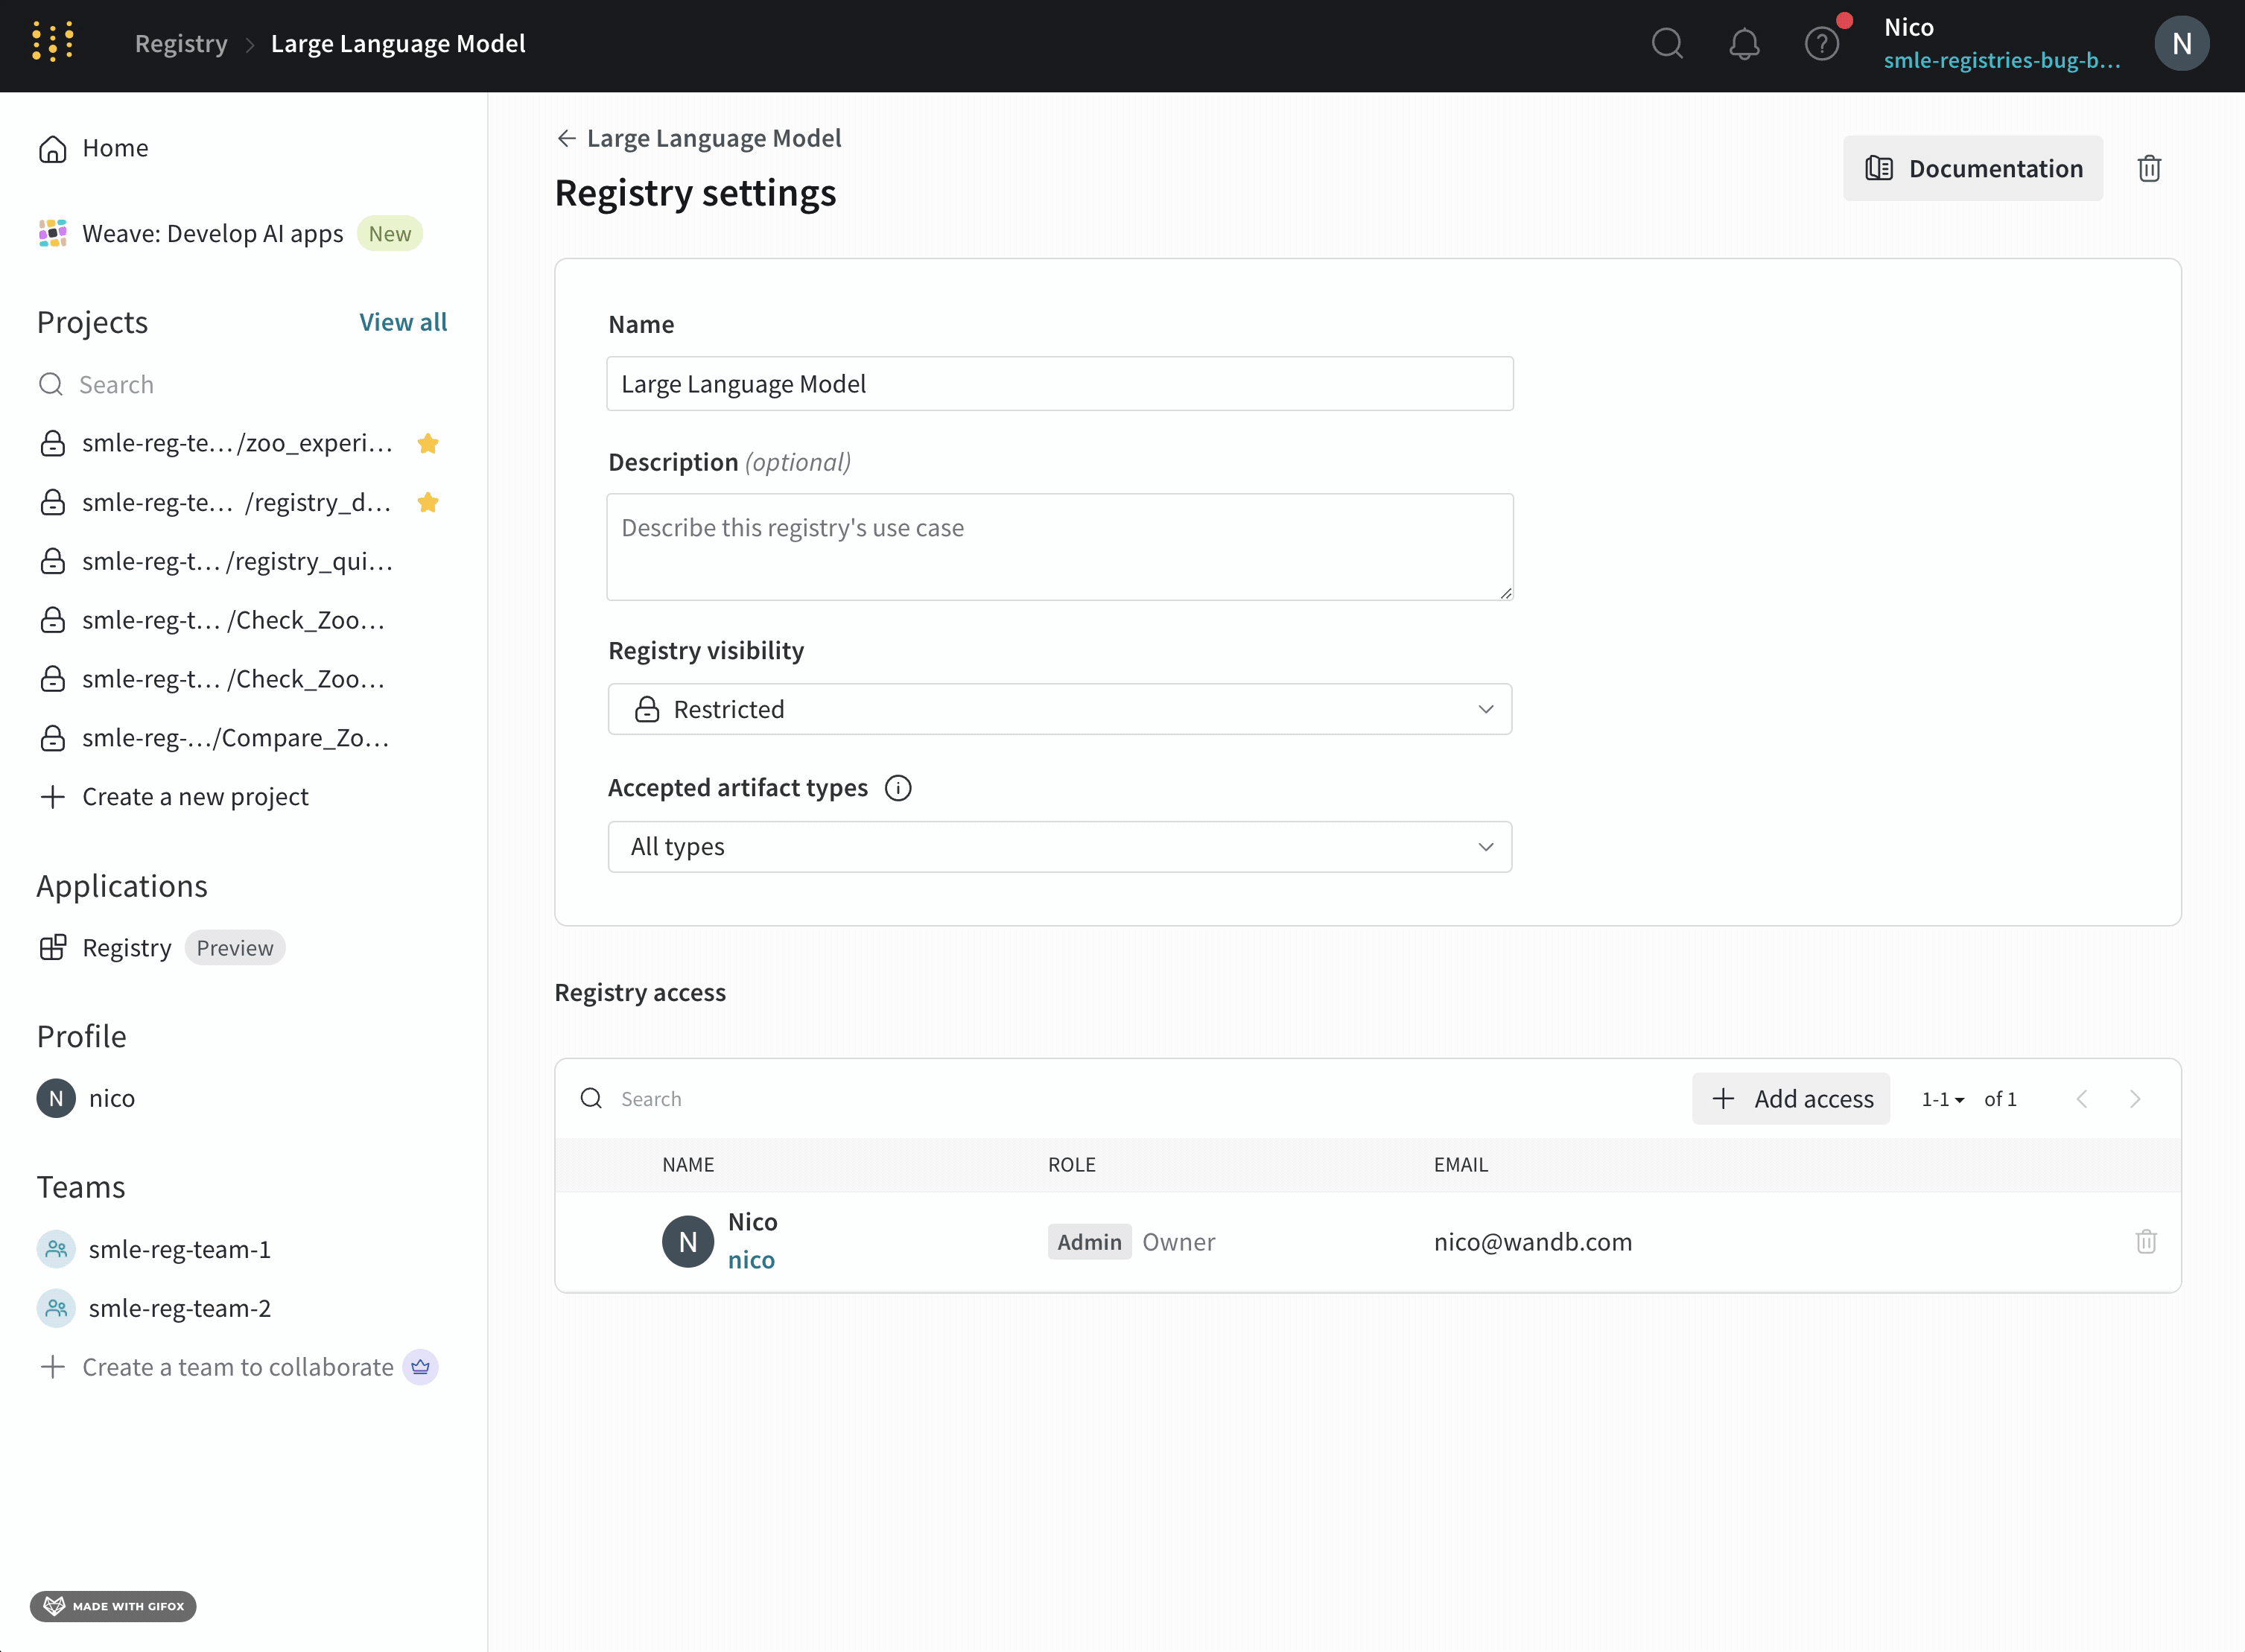 Registry > Large Language Model
Nico
smle-registries-bug-b...
N
Home
Weave: Develop AI apps New
Projects View all
Search
smle-reg-te... /zoo_experi...
smle-reg-te... /registry_d...
smle-reg-t... /registry_qui...
smle-reg-t... /Check_Zoo...
smle-reg-t... /Check_Zoo...
smle-reg-.../Compare_Zo...
Create a new project
Applications
Registry Preview
Profile
N nico
Teams
smle-reg-team-1
smle-reg-team-2
Create a team to collaborate
MADE WITH GIFOX
← Large Language Model
Registry settings
Documentation
Name
Large Language Model
Description (optional)
Describe this registry's use case
Registry visibility
Restricted
Accepted artifact types
All types
Registry access
Search
+ Add access 1-1 of 1
NAME ROLE EMAIL
N Nico
nico
Admin Owner nico@wandb.com